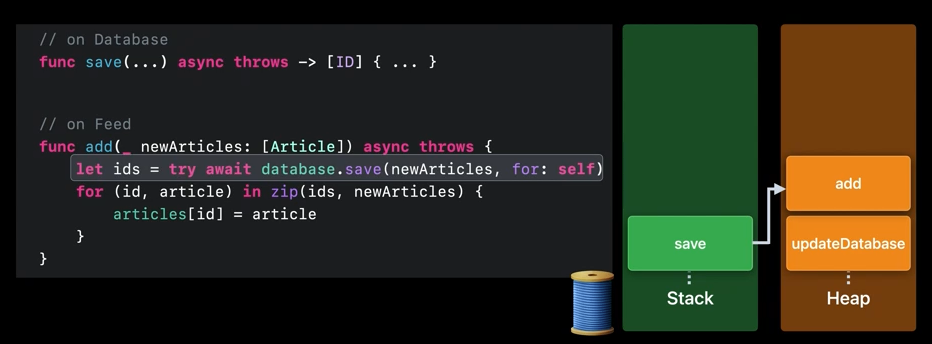 // on Database
func save(...) async throws -> [ID] { ... }
// on Feed
func add(_ newArticles: [Article]) async throws {
let ids = try await database.save(newArticles, for: self)
for (id, article) in zip(ids, newArticles) {
articles[id] = article
}
}
save
Stack
add
updateDatabase
Heap